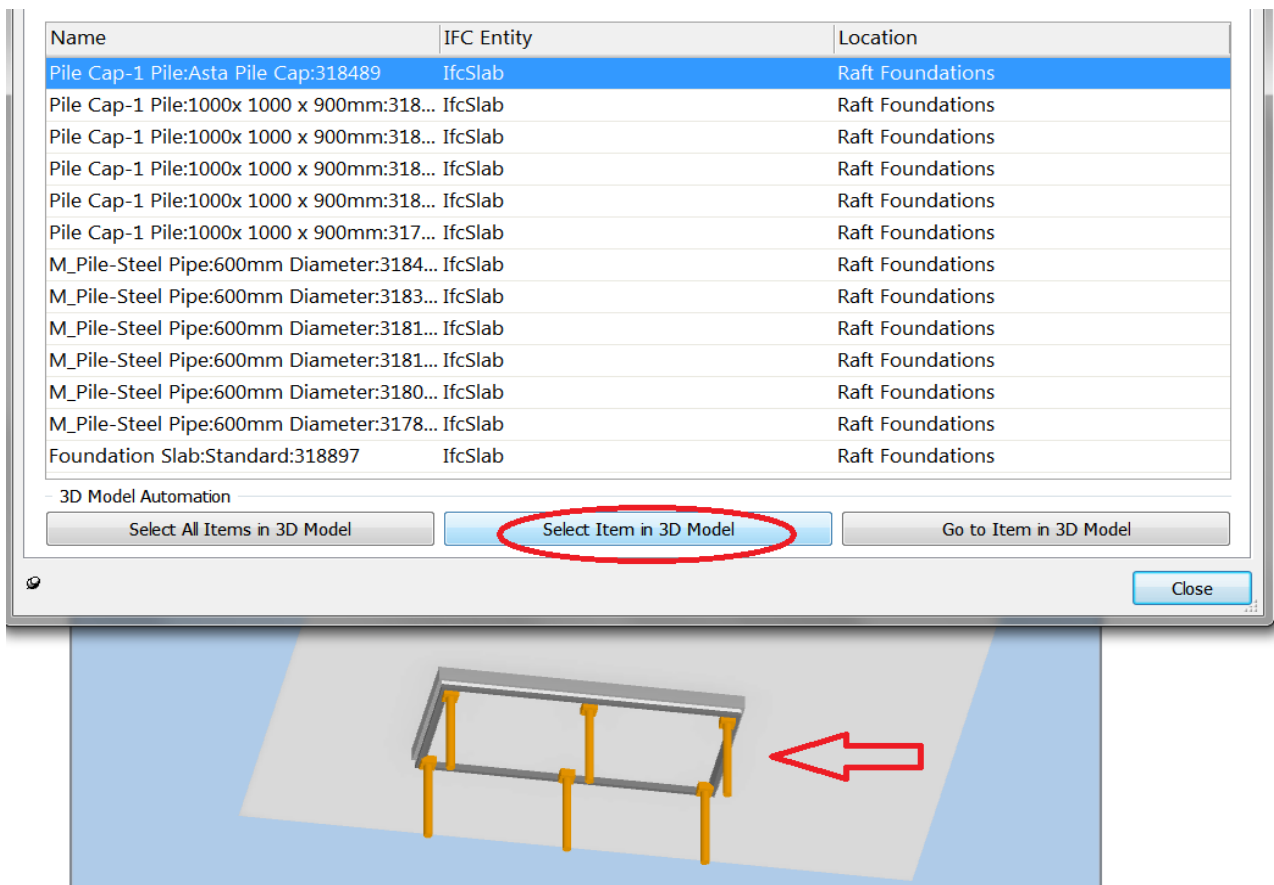 Name IFC Entity Location
Pile Cap-1 Pile:Asta Pile Cap:318489 IfcSlab Raft Foundations
Pile Cap-1 Pile:1000x 1000 x 900mm:318... IfcSlab Raft Foundations
Pile Cap-1 Pile:1000x 1000 x 900mm:318... IfcSlab Raft Foundations
Pile Cap-1 Pile:1000x 1000 x 900mm:318... IfcSlab Raft Foundations
Pile Cap-1 Pile:1000x 1000 x 900mm:318... IfcSlab Raft Foundations
Pile Cap-1 Pile:1000x 1000 x 900mm:317... IfcSlab Raft Foundations
M_Pile-Steel Pipe:600mm Diameter:3184... IfcSlab Raft Foundations
M_Pile-Steel Pipe:600mm Diameter:3183... IfcSlab Raft Foundations
M_Pile-Steel Pipe:600mm Diameter:3181... IfcSlab Raft Foundations
M_Pile-Steel Pipe:600mm Diameter:3181... IfcSlab Raft Foundations
M_Pile-Steel Pipe:600mm Diameter:3180... IfcSlab Raft Foundations
M_Pile-Steel Pipe:600mm Diameter:3178... IfcSlab Raft Foundations
Foundation Slab:Standard:318897 IfcSlab Raft Foundations
3D Model Automation
Select All Items in 3D Model Select Item in 3D Model Go to Item in 3D Model
Close